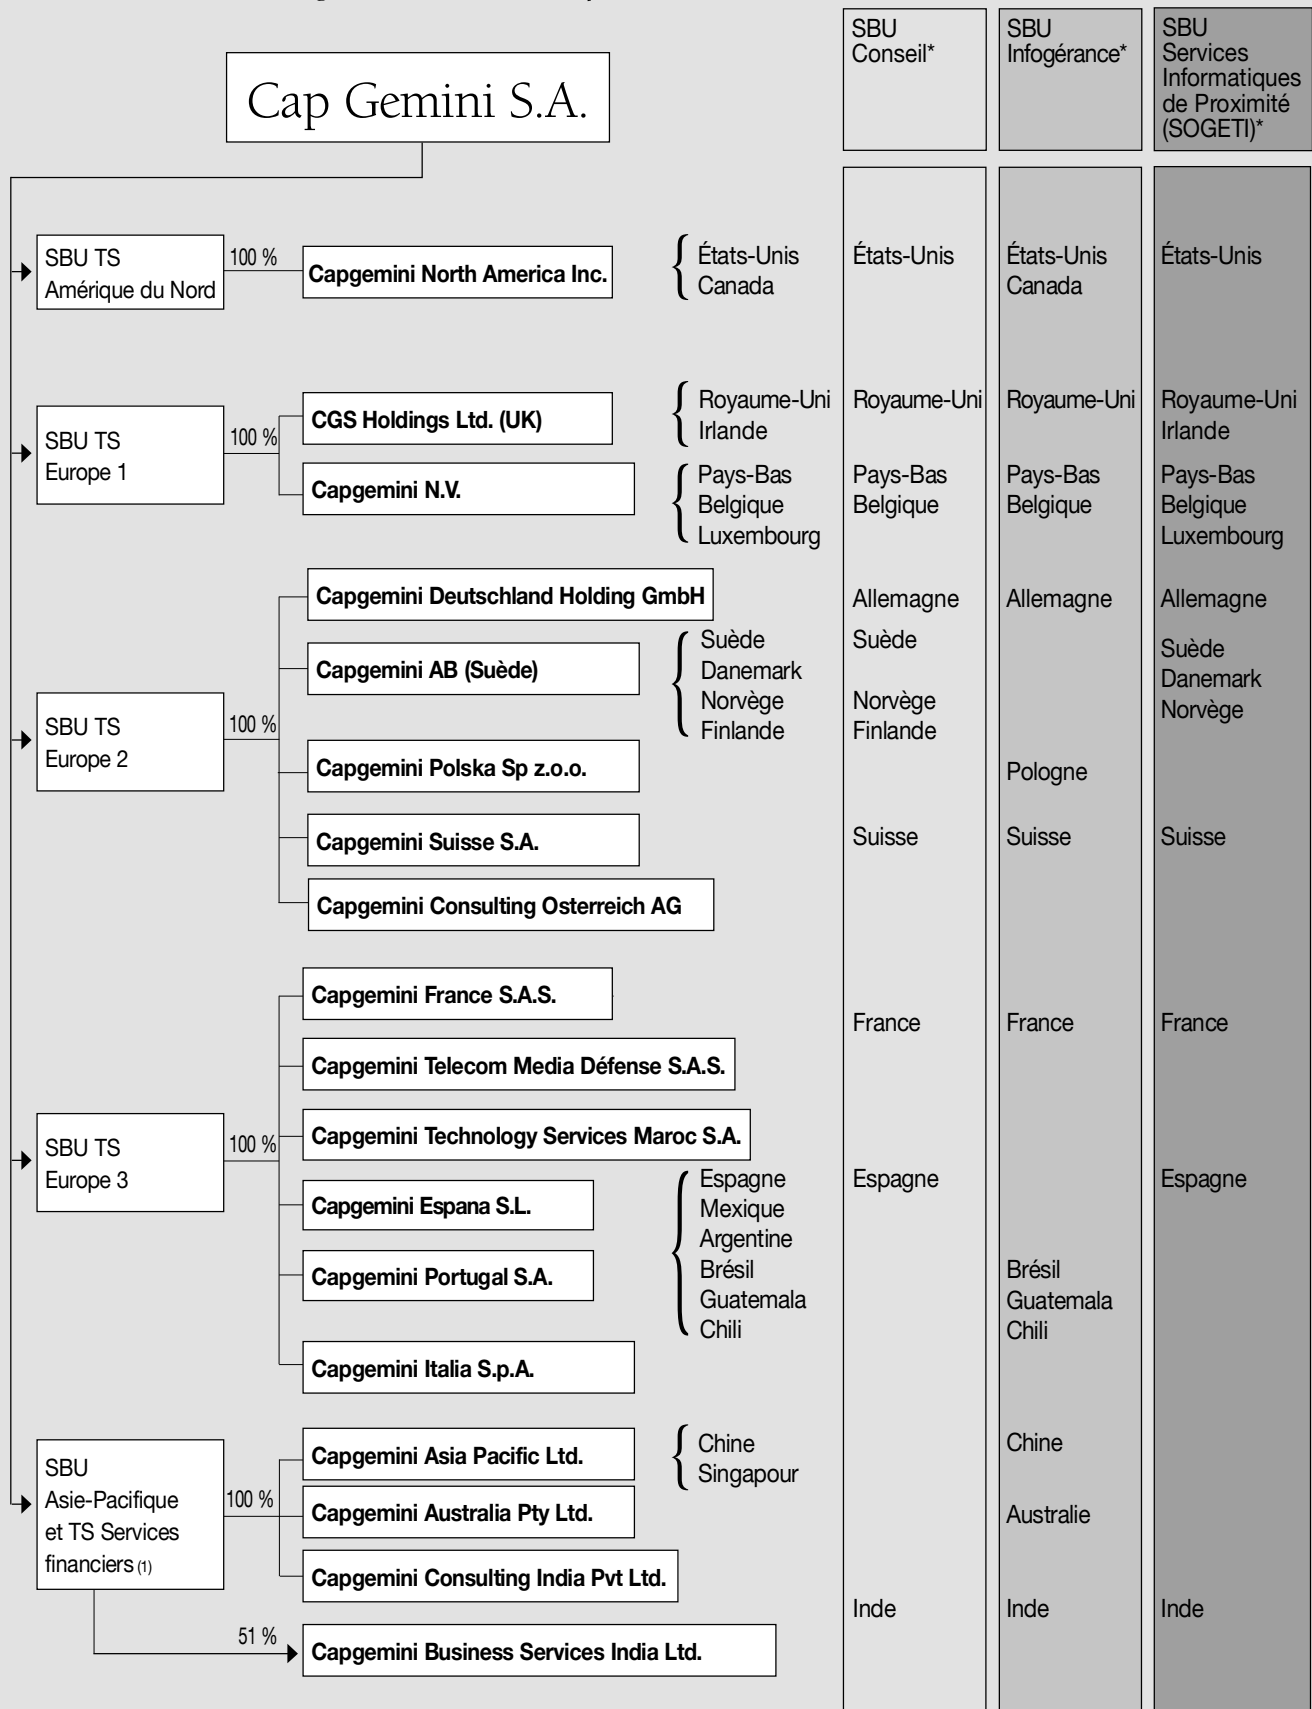 Cap Gemini S.A.
SBU
Conseil*
SBU
Infogérance*
SBU
Services
Informatiques
de Proximité
(SOGETI)*
SBU TS
Amérique du Nord
100 %
Capgemini North America Inc.
États-Unis
Canada
États-Unis
États-Unis
Canada
États-Unis
SBU TS
Europe 1
100 %
CGS Holdings Ltd. (UK)
Royaume-Uni
Irlande
Royaume-Uni
Royaume-Uni
Royaume-Uni
Irlande
Capgemini N.V.
Pays-Bas
Belgique
Luxembourg
Pays-Bas
Belgique
Pays-Bas
Belgique
Pays-Bas
Belgique
Luxembourg
SBU TS
Europe 2
100 %
Capgemini Deutschland Holding GmbH
Allemagne
Allemagne
Allemagne
Capgemini AB (Suède)
Suède
Danemark
Norvège
Finlande
Suède
Norvège
Finlande
Suède
Danemark
Norvège
Capgemini Polska Sp z.o.o.
Pologne
Capgemini Suisse S.A.
Suisse
Suisse
Suisse
Capgemini Consulting Osterreich AG
SBU TS
Europe 3
100 %
Capgemini France S.A.S.
France
France
France
Capgemini Telecom Media Défense S.A.S.
Capgemini Technology Services Maroc S.A.
Capgemini Espana S.L.
Capgemini Portugal S.A.
Espagne
Mexique
Argentine
Brésil
Guatemala
Chili
Espagne
Brésil
Guatemala
Chili
Espagne
Capgemini Italia S.p.A.
SBU
Asie-Pacifique
et TS Services
financiers (1)
100 %
Capgemini Asia Pacific Ltd.
Chine
Singapour
Chine
Capgemini Australia Pty Ltd.
Australie
Capgemini Consulting India Pvt Ltd.
Inde
Inde
Inde
51 %
Capgemini Business Services India Ltd.